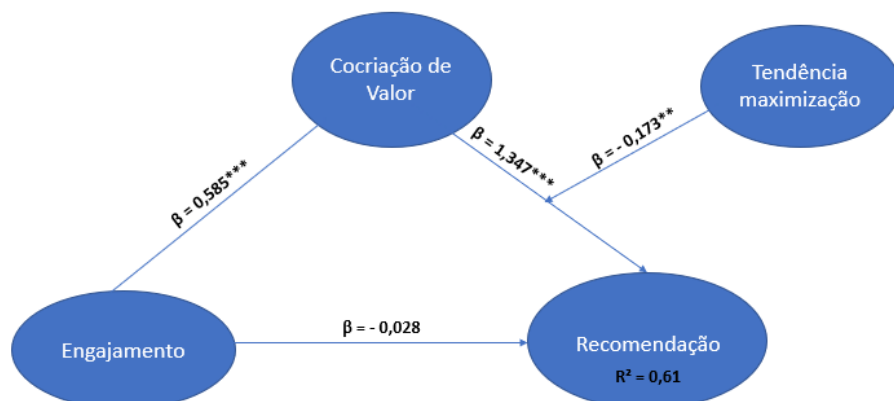 Cocriação de
Valor
Tendência
maximização
β = 0,585***
β = 1,347***
β = - 0,173**
Engajamento
β = - 0,028
Recomendação
R² = 0,61